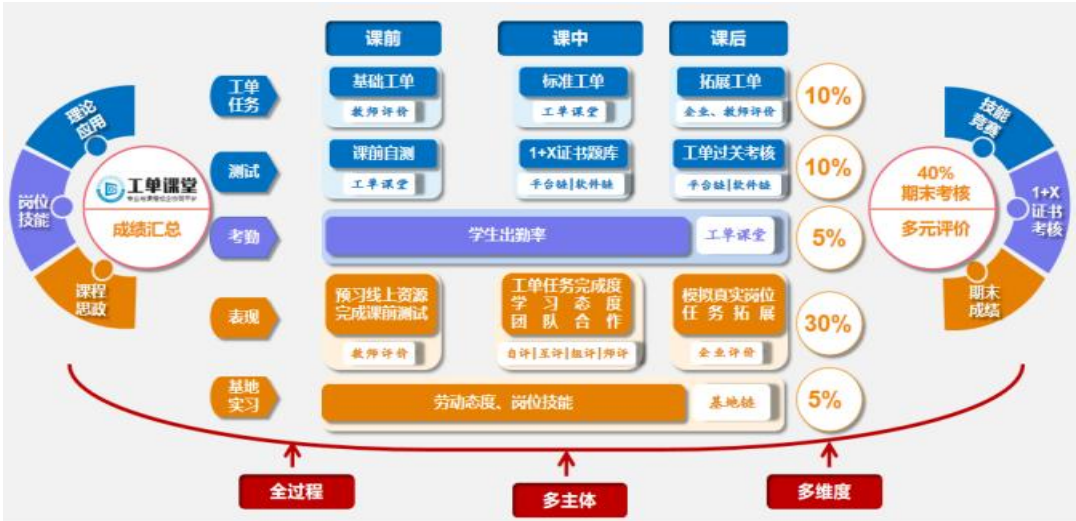 课前
课中
课后
理论
应用
岗位
技能
课程
思政
工单课堂
成绩汇总
工单
任务
基础工单
教师评价
标准工单
工单课堂
拓展工单
企业、教师评价
10%
测试
课前自测
工单课堂
1+X证书题库
平台链|软件链
工单过关考核
平台链|软件链
10%
考勤
学生出勤率
工单课堂
5%
表现
预习线上资源
完成课前测试
教师评价
工单任务完成度
学习态度
团队合作
自评|互评|组评|师评
模拟真实岗位
任务拓展
企业评价
30%
基地
实习
劳动态度、岗位技能
基地链
5%
40%
期末考核
多元评价
技能
竞赛
1+X
证书
考核
期末
成绩
全过程
多主体
多维度